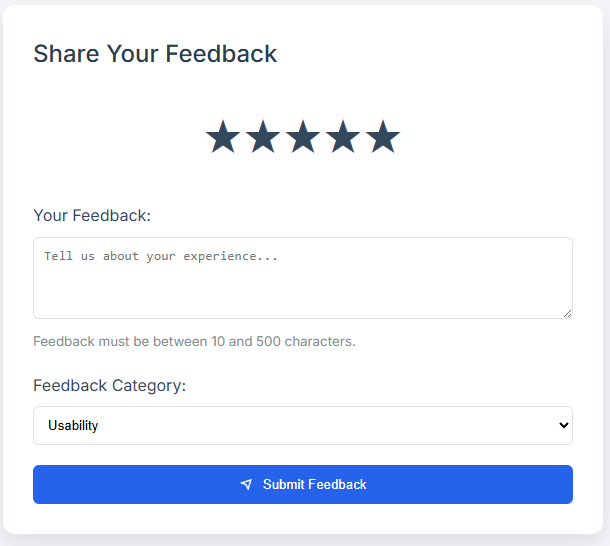 Share Your Feedback
Your Feedback:
Tell us about your experience...
Feedback must be between 10 and 500 characters.
Feedback Category:
Usability
Submit Feedback